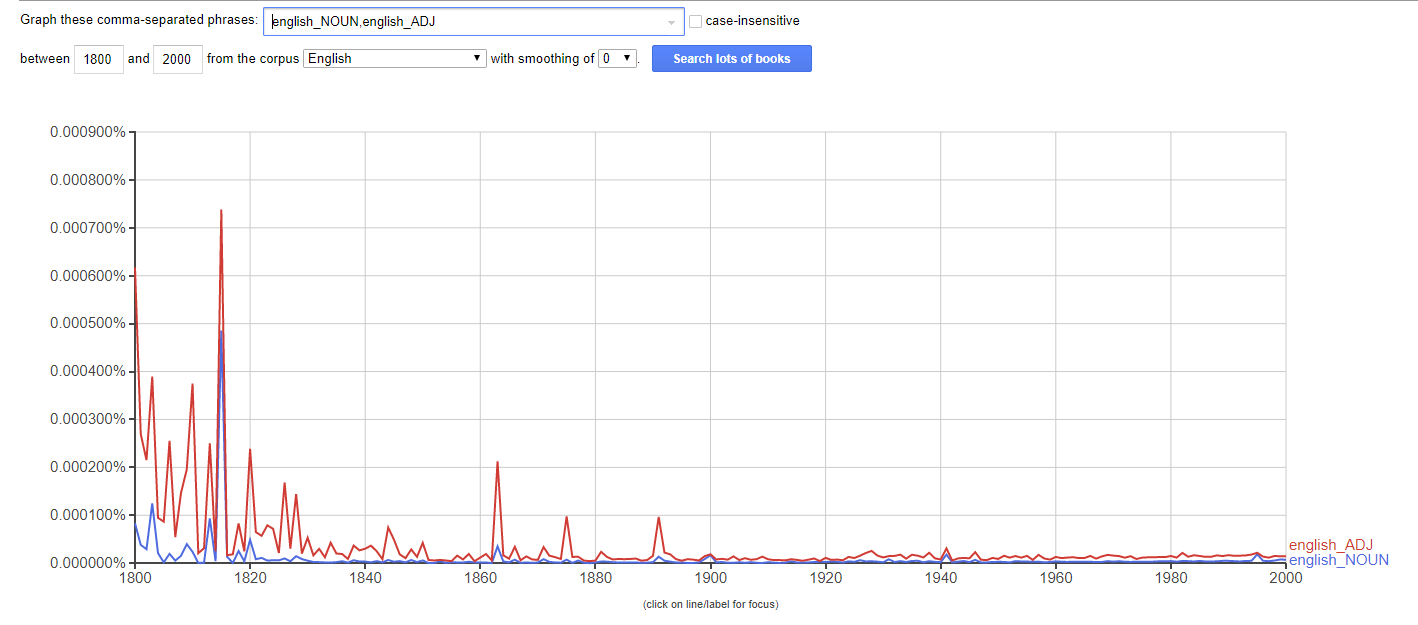 Graph these comma-separated phrases: english_NOUN,english_ADJ case-insensitive
between 1800 and 2000 from the corpus English with smoothing of 0 . Search lots of books
0.000900%
0.000800%
0.000700%
0.000600%
0.000500%
0.000400%
0.000300%
0.000200%
0.000100%
0.000000%
english_ADJ
english_NOUN
1800 1820 1840 1860 1880 1900 1920 1940 1960 1980 2000
(click on line/label for focus)